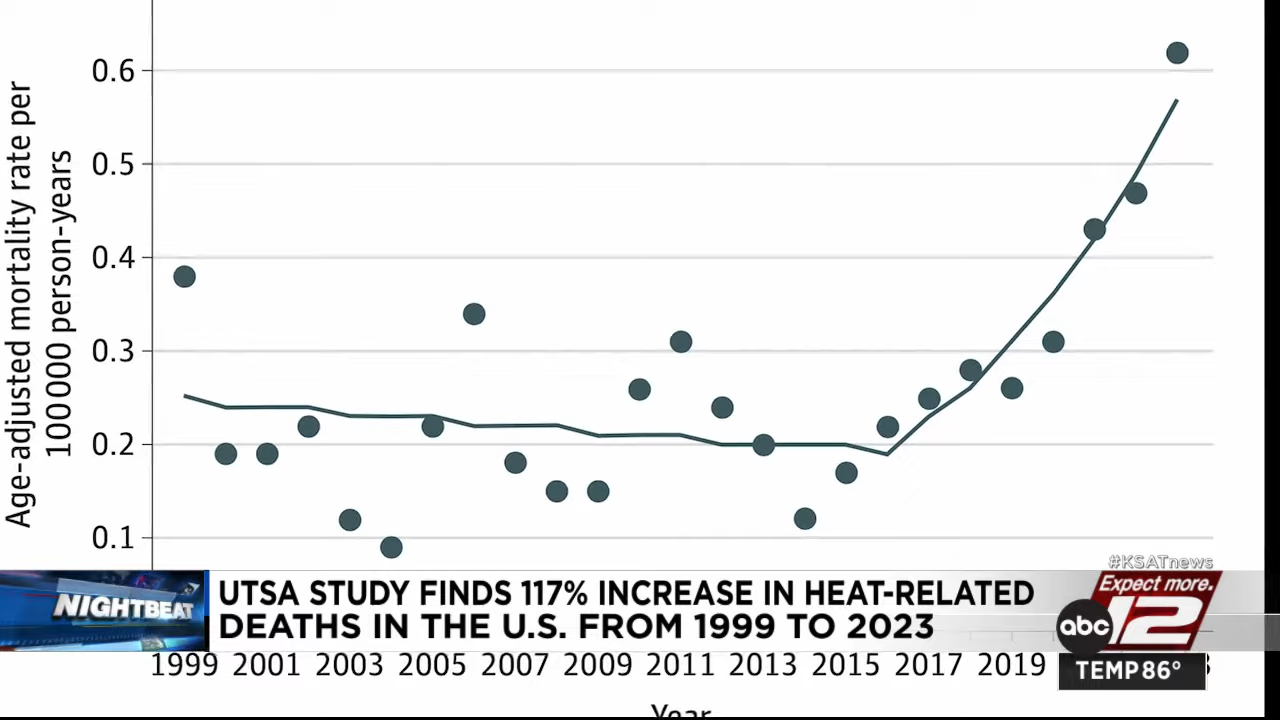 Age-adjusted mortality rate per
100 000 person-years
0.6
0.5
0.4
0.3
0.2
0.1
#KSATnews
NIGHTBEAT
UTSA STUDY FINDS 117% INCREASE IN HEAT-RELATED
DEATHS IN THE U.S. FROM 1999 TO 2023
Expect more.
abc 12
TEMP 86°
1999 2001 2003 2005 2007 2009 2011 2013 2015 2017 2019
Year